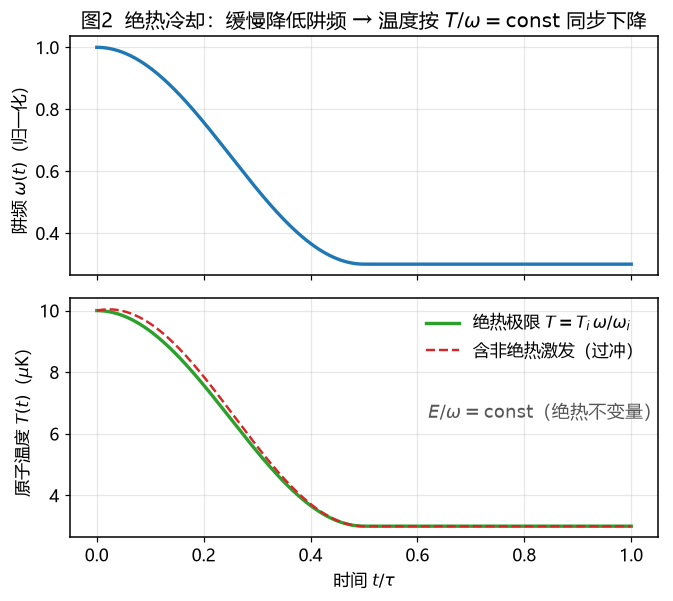 图2 绝热冷却：缓慢降低阱频 → 温度按 T/ω = const 同步下降
阱频 ω(t)（归一化）
1.0
0.8
0.6
0.4
原子温度 T(t)（μK）
10
8
6
4
绝热极限 T = Tᵢ ω/ωᵢ
含非绝热激发（过冲）
E/ω = const（绝热不变量）
0.0 0.2 0.4 0.6 0.8 1.0
时间 t/τ